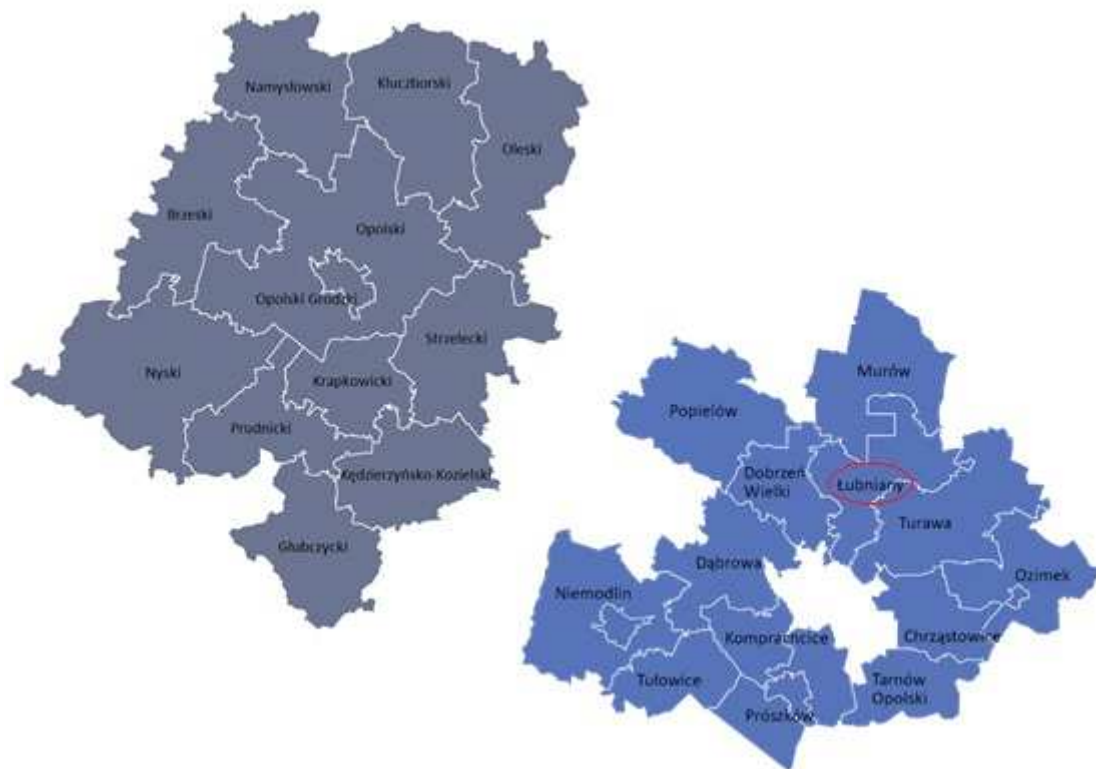 Namysłowski
Kluczborski
Oleski
Brzeski
Opolski
Opolski Grodzki
Strzelecki
Nyski
Krapkowicki
Prudnicki
Kędzierzyńsko-Kozielski
Głubczycki
Murów
Popielów
Dobrzeń
Wielki
Łubniany
Turawa
Dąbrowa
Ozimek
Niemodlin
Komprachcice
Chrząstowice
Tułowice
Tarnów
Opolski
Prószków